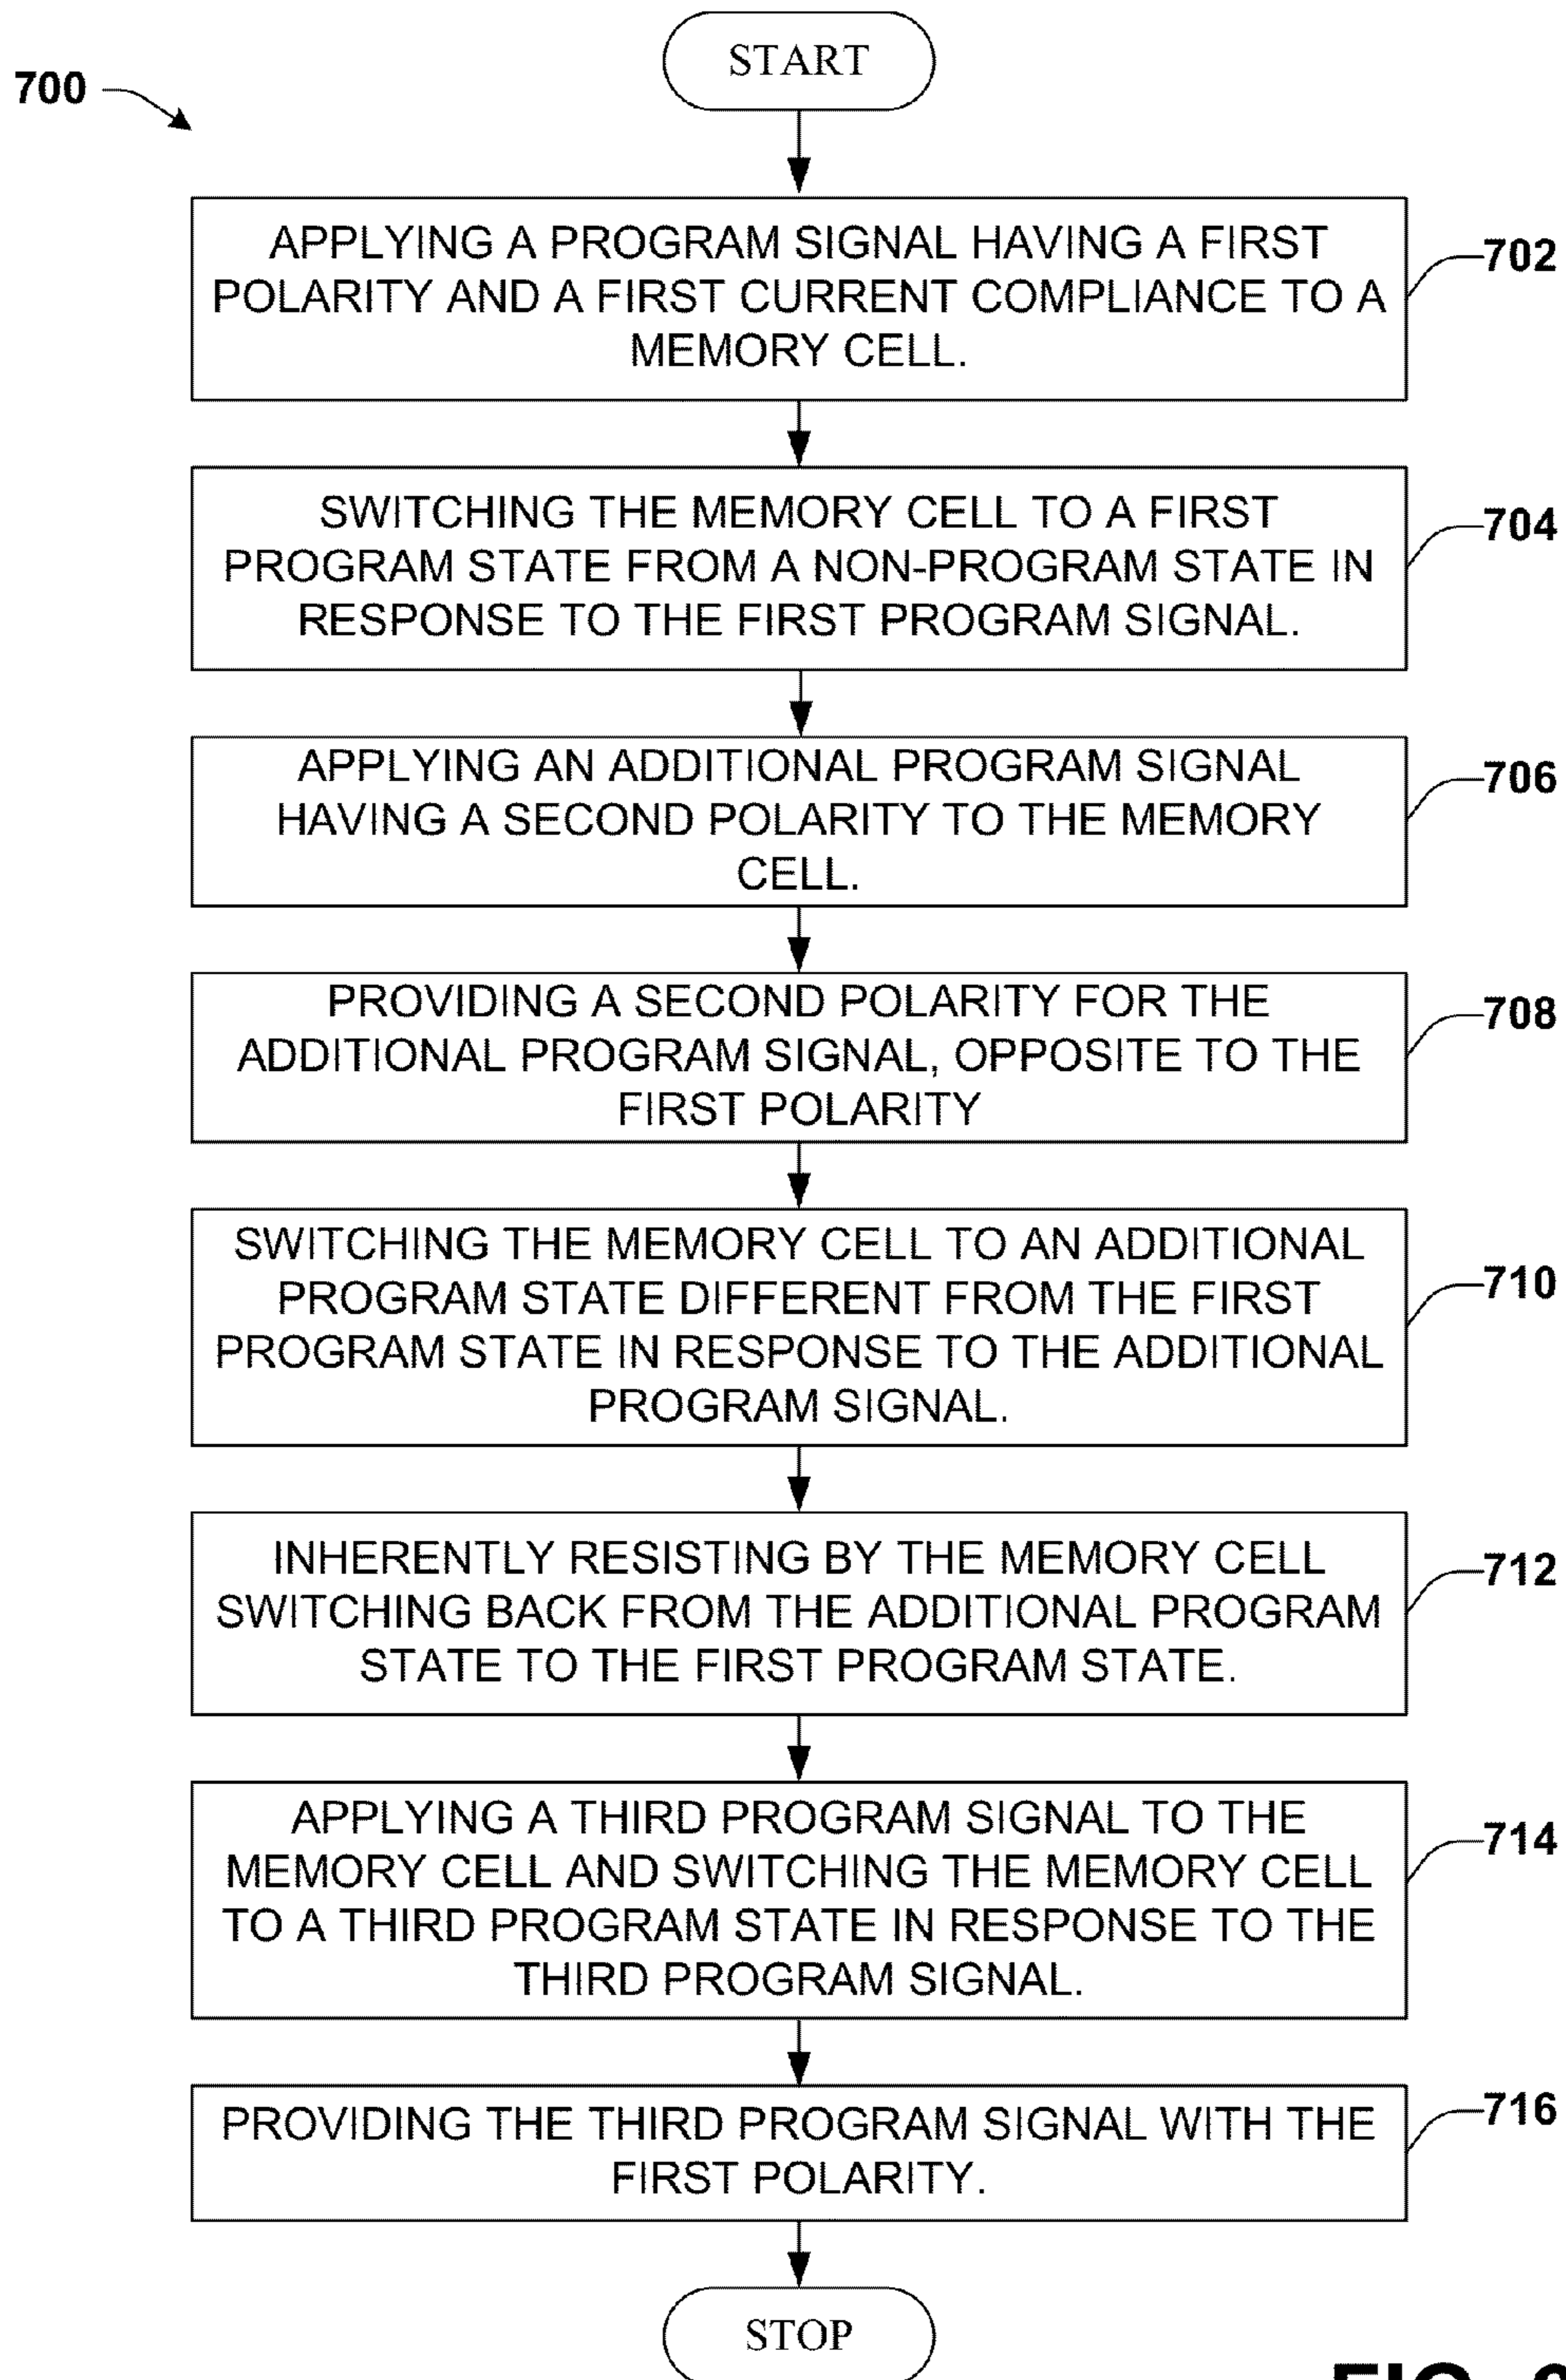 START
700
APPLYING A PROGRAM SIGNAL HAVING A FIRST
POLARITY AND A FIRST CURRENT COMPLIANCE TO A
MEMORY CELL.
702
SWITCHING THE MEMORY CELL TO A FIRST
PROGRAM STATE FROM A NON-PROGRAM STATE IN
RESPONSE TO THE FIRST PROGRAM SIGNAL.
704
APPLYING AN ADDITIONAL PROGRAM SIGNAL
HAVING A SECOND POLARITY TO THE MEMORY
CELL.
706
PROVIDING A SECOND POLARITY FOR THE
ADDITIONAL PROGRAM SIGNAL, OPPOSITE TO THE
FIRST POLARITY
708
SWITCHING THE MEMORY CELL TO AN ADDITIONAL
PROGRAM STATE DIFFERENT FROM THE FIRST
PROGRAM STATE IN RESPONSE TO THE ADDITIONAL
PROGRAM SIGNAL.
710
INHERENTLY RESISTING BY THE MEMORY CELL
SWITCHING BACK FROM THE ADDITIONAL PROGRAM
STATE TO THE FIRST PROGRAM STATE.
712
APPLYING A THIRD PROGRAM SIGNAL TO THE
MEMORY CELL AND SWITCHING THE MEMORY CELL
TO A THIRD PROGRAM STATE IN RESPONSE TO THE
THIRD PROGRAM SIGNAL.
714
PROVIDING THE THIRD PROGRAM SIGNAL WITH THE
FIRST POLARITY.
716
STOP